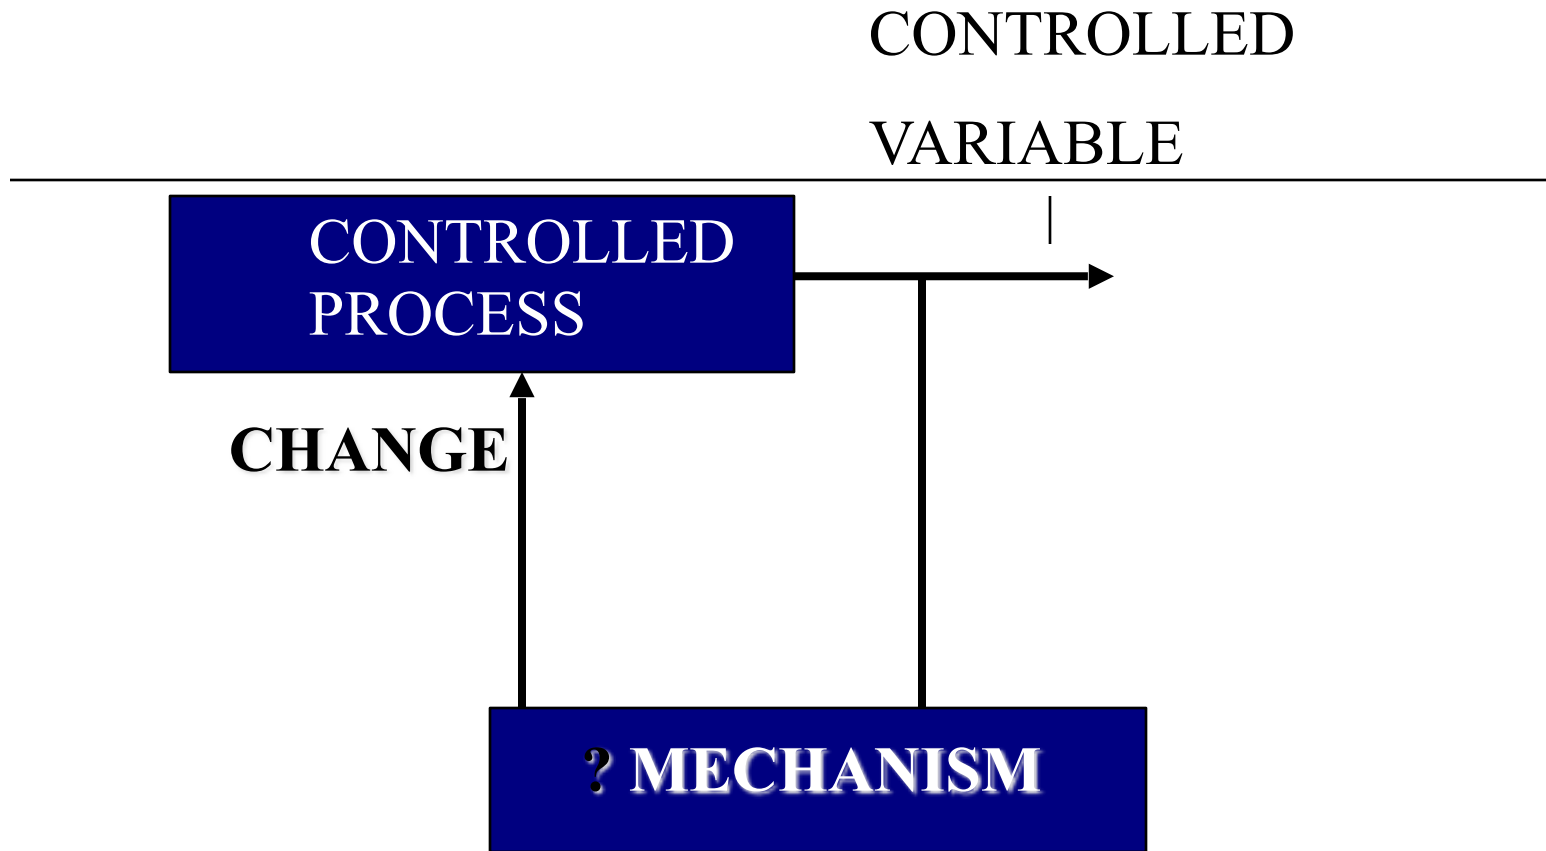 CONTROLLED
VARIABLE
CONTROLLED
PROCESS
CHANGE
? MECHANISM